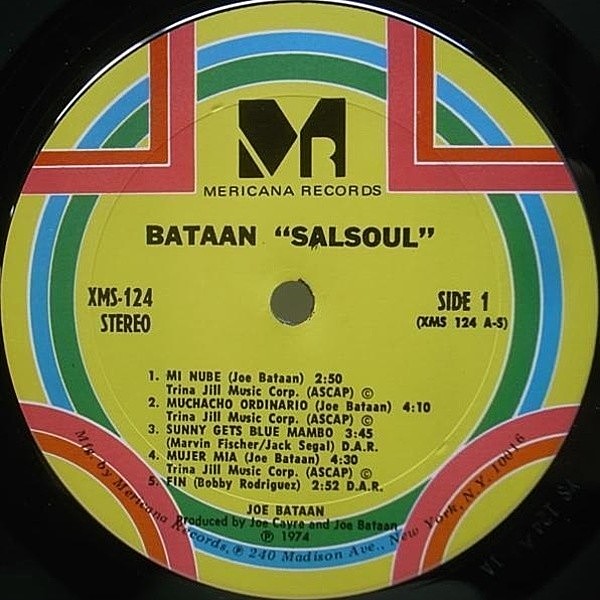 MR
MERICANA RECORDS
BATAAN "SALSOUL"
XMS-124
STEREO
SIDE 1
(XMS 124 A-S)
1. MI NUBE (Joe Bataan) 2:50
Trina Jill Music Corp. (ASCAP) ©
2. MUCHACHO ORDINARIO (Joe Bataan) 4:10
Trina Jill Music Corp. (ASCAP) ©
3. SUNNY GETS BLUE MAMBO 3:45
(Marvin Fischer/Jack Segal) D.A.R.
4. MUJER MIA (Joe Bataan) 4:30
Trina Jill Music Corp. (ASCAP) ©
5. FIN (Bobby Rodriguez) 2:52 D.A.R.
JOE BATAAN
Produced by Joe Cayre and Joe Bataan
℗ 1974
Mfg. by Mericana Records, ℗ 240 Madison Ave., New York, N.Y. 10016